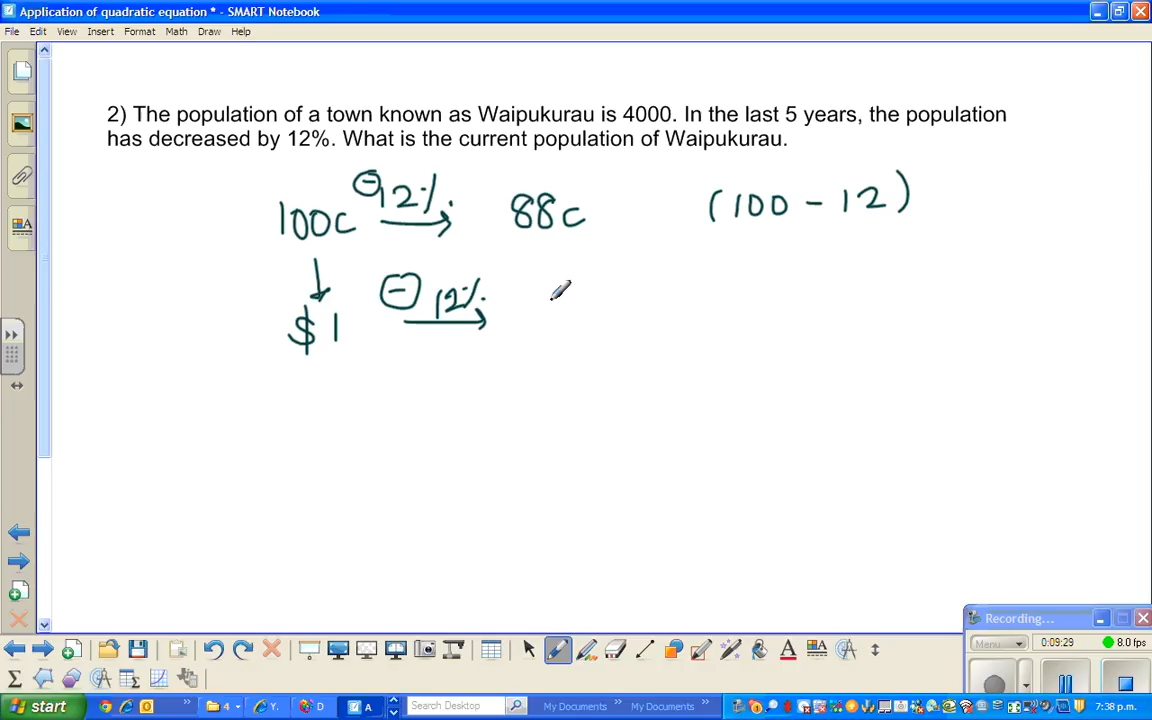 Application of quadratic equation * - SMART Notebook
File Edit View Insert Format Math Draw Help
2) The population of a town known as Waipukurau is 4000. In the last 5 years, the population
has decreased by 12%. What is the current population of Waipukurau.
100c - 12% → 88c (100 - 12)
↓
$1 - 12% →
Recording...
Menu 0:09:29 8.0 fps
start 4 Y. D A Search Desktop My Documents » My Documents » 7:38 p.m.